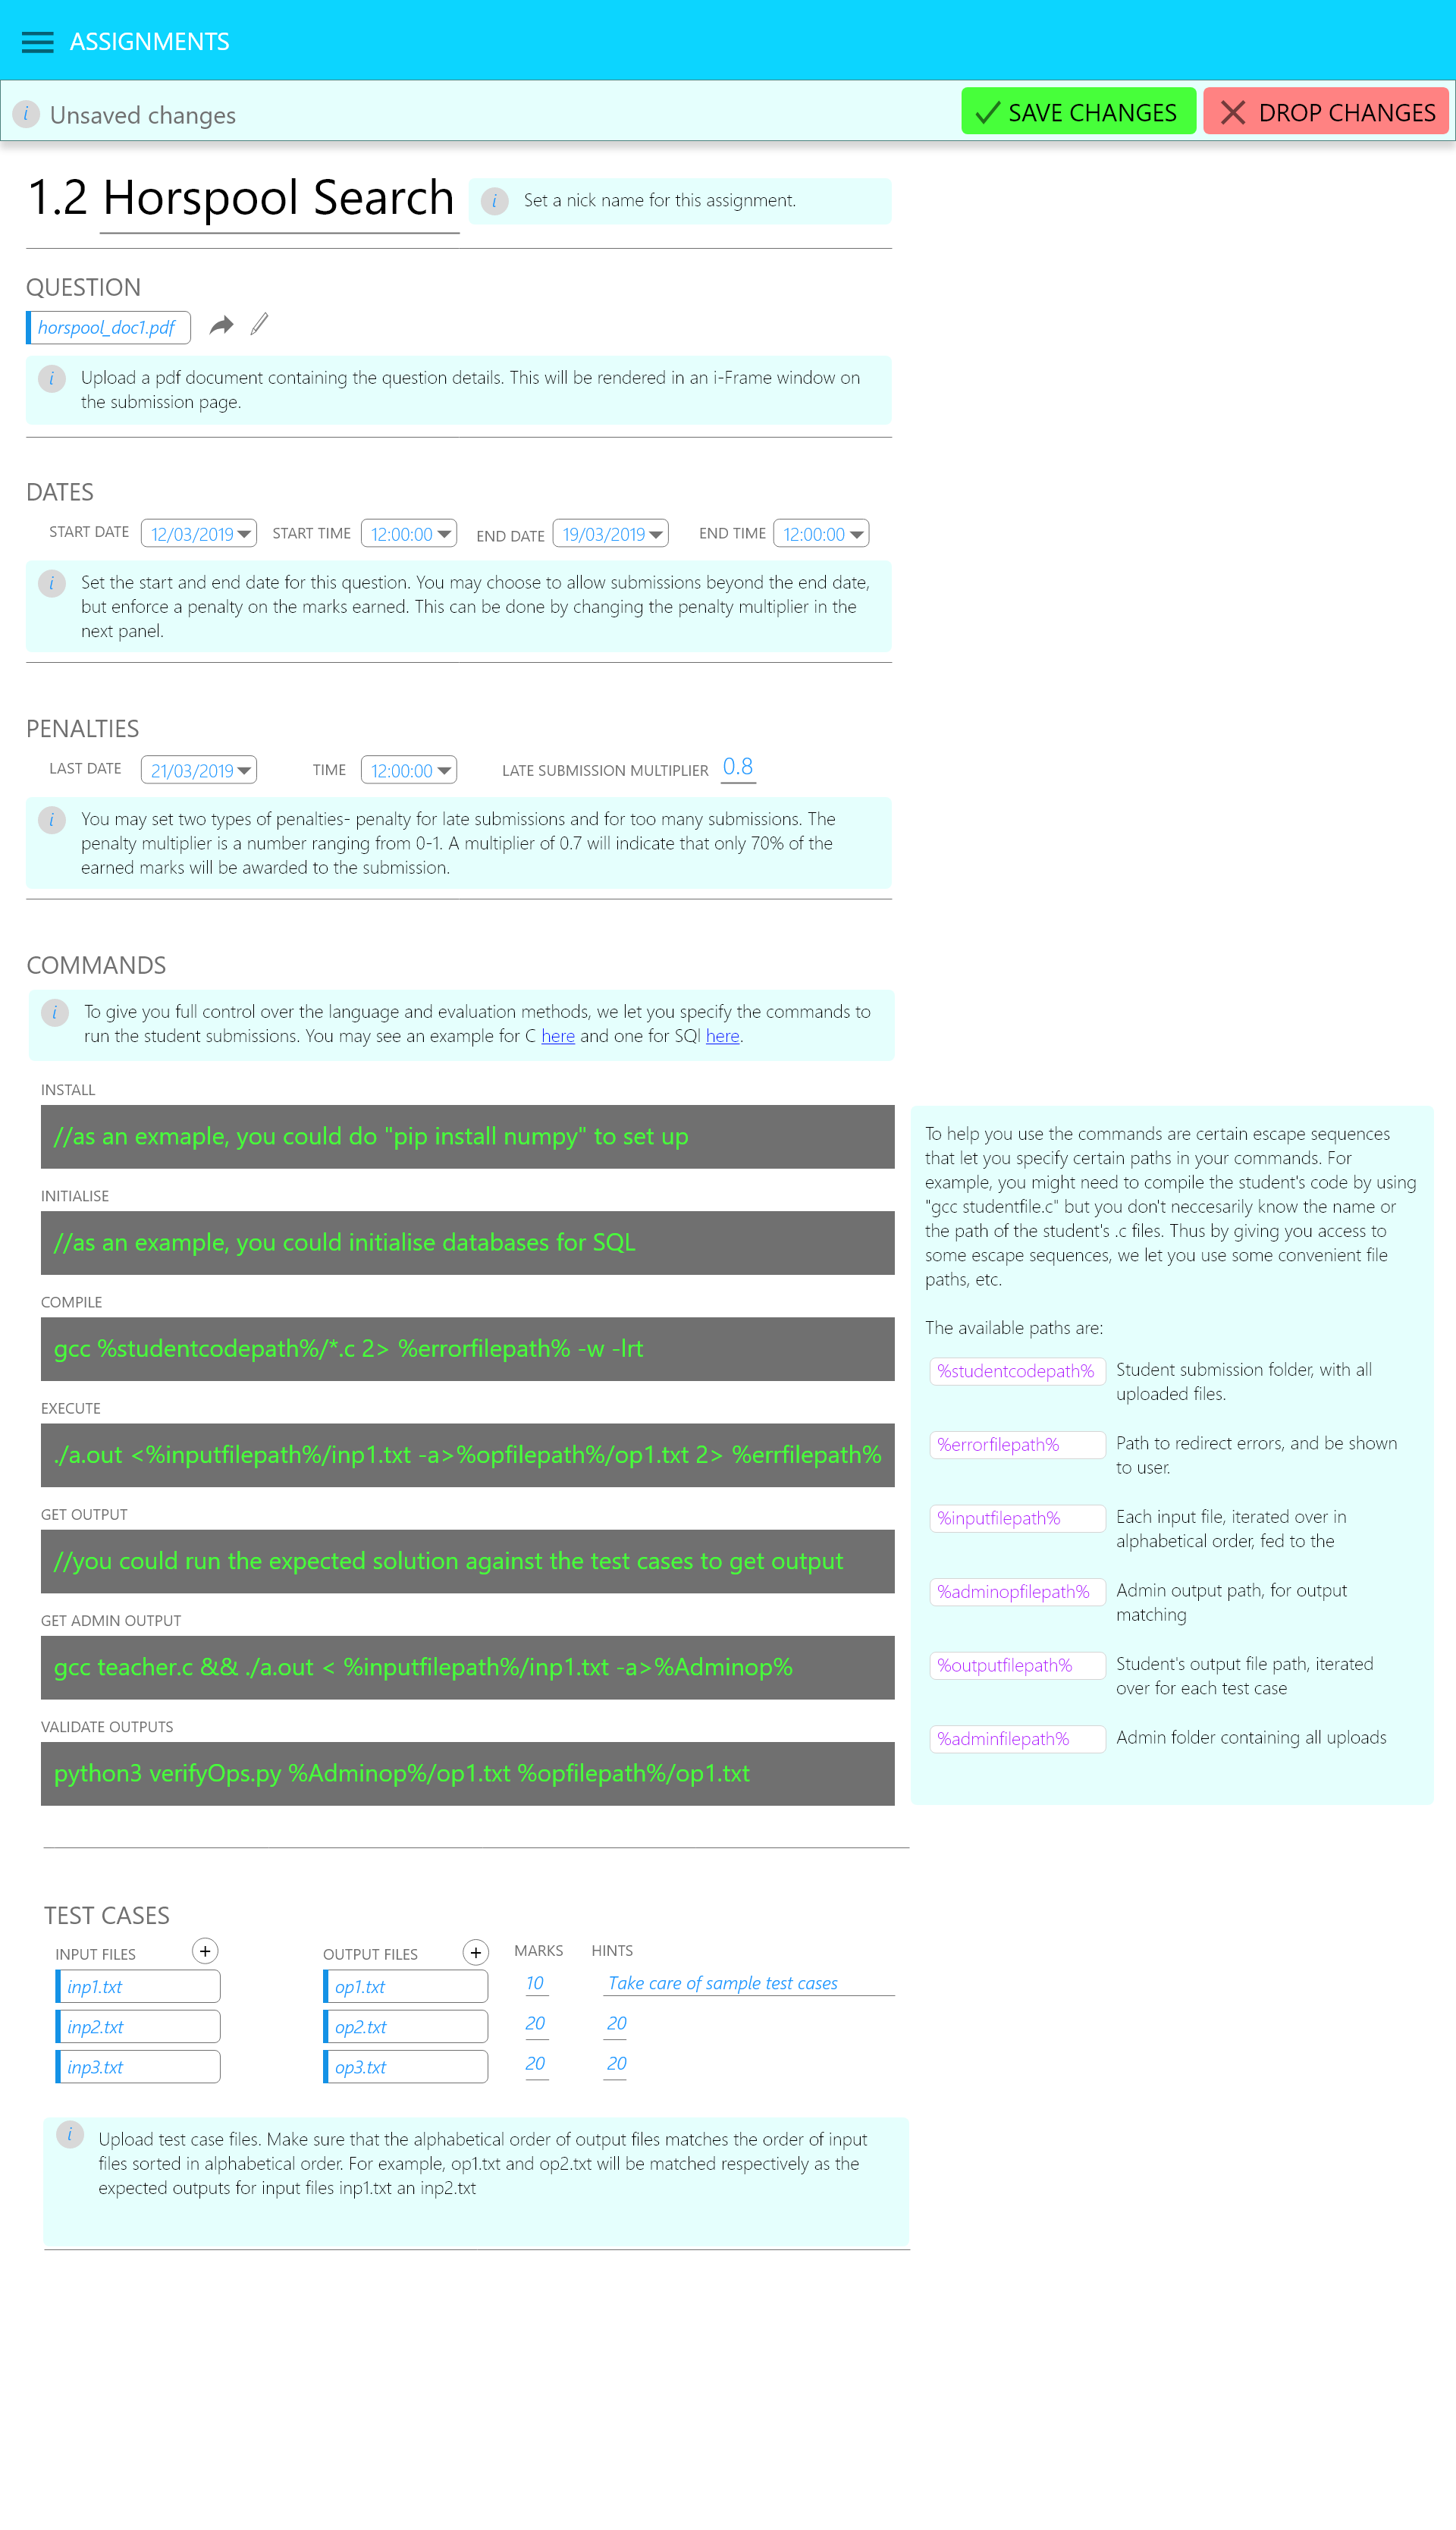 ASSIGNMENTS
i Unsaved changes
SAVE CHANGES
DROP CHANGES
1.2 Horspool Search
i Set a nick name for this assignment.
QUESTION
horspool_doc1.pdf
i Upload a pdf document containing the question details. This will be rendered in an i-Frame window on
the submission page.
DATES
START DATE 12/03/2019 START TIME 12:00:00 END DATE 19/03/2019 END TIME 12:00:00
i Set the start and end date for this question. You may choose to allow submissions beyond the end date,
but enforce a penalty on the marks earned. This can be done by changing the penalty multiplier in the
next panel.
PENALTIES
LAST DATE 21/03/2019 TIME 12:00:00 LATE SUBMISSION MULTIPLIER 0.8
i You may set two types of penalties- penalty for late submissions and for too many submissions. The
penalty multiplier is a number ranging from 0-1. A multiplier of 0.7 will indicate that only 70% of the
earned marks will be awarded to the submission.
COMMANDS
i To give you full control over the language and evaluation methods, we let you specify the commands to
run the student submissions. You may see an example for C here and one for SQl here.
INSTALL
//as an exmaple, you could do "pip install numpy" to set up
INITIALISE
//as an example, you could initialise databases for SQL
COMPILE
gcc %studentcodepath%/*.c 2> %errorfilepath% -w -lrt
EXECUTE
./a.out <%inputfilepath%/inp1.txt -a>%opfilepath%/op1.txt 2> %errfilepath%
GET OUTPUT
//you could run the expected solution against the test cases to get output
GET ADMIN OUTPUT
gcc teacher.c && ./a.out < %inputfilepath%/inp1.txt -a>%Adminop%
VALIDATE OUTPUTS
python3 verifyOps.py %Adminop%/op1.txt %opfilepath%/op1.txt
To help you use the commands are certain escape sequences
that let you specify certain paths in your commands. For
example, you might need to compile the student's code by using
"gcc studentfile.c" but you don't neccesarily know the name or
the path of the student's .c files. Thus by giving you access to
some escape sequences, we let you use some convenient file
paths, etc.
The available paths are:
%studentcodepath% Student submission folder, with all
uploaded files.
%errorfilepath% Path to redirect errors, and be shown
to user.
%inputfilepath% Each input file, iterated over in
alphabetical order, fed to the
%adminopfilepath% Admin output path, for output
matching
%outputfilepath% Student's output file path, iterated
over for each test case
%adminfilepath% Admin folder containing all uploads
TEST CASES
INPUT FILES + OUTPUT FILES + MARKS HINTS
inp1.txt op1.txt 10 Take care of sample test cases
inp2.txt op2.txt 20 20
inp3.txt op3.txt 20 20
i Upload test case files. Make sure that the alphabetical order of output files matches the order of input
files sorted in alphabetical order. For example, op1.txt and op2.txt will be matched respectively as the
expected outputs for input files inp1.txt an inp2.txt